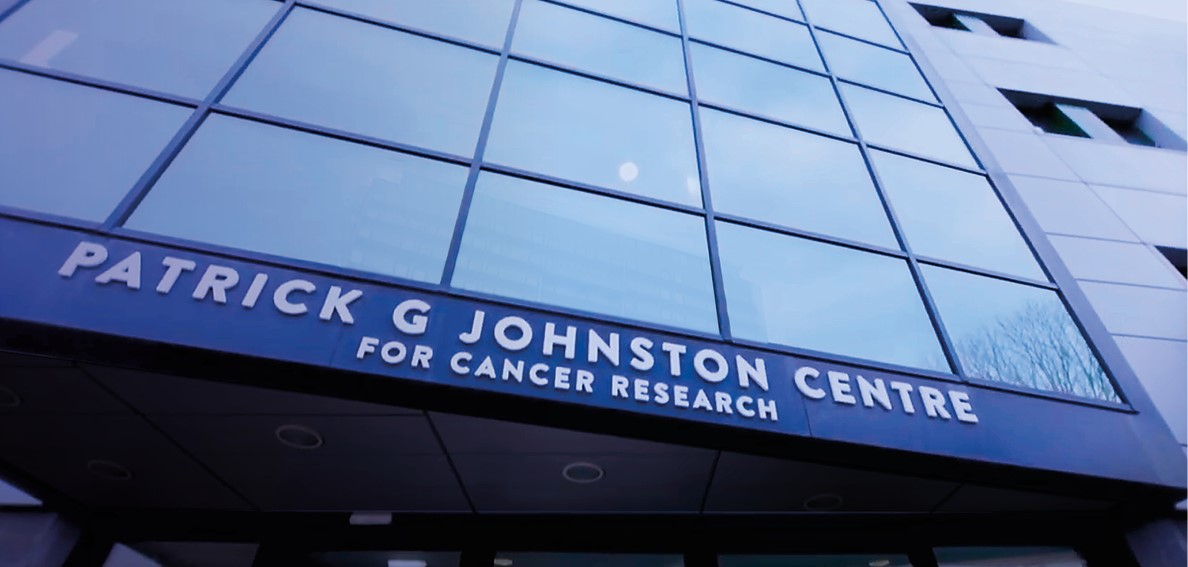 PATRICK G JOHNSTON CENTRE
FOR CANCER RESEARCH